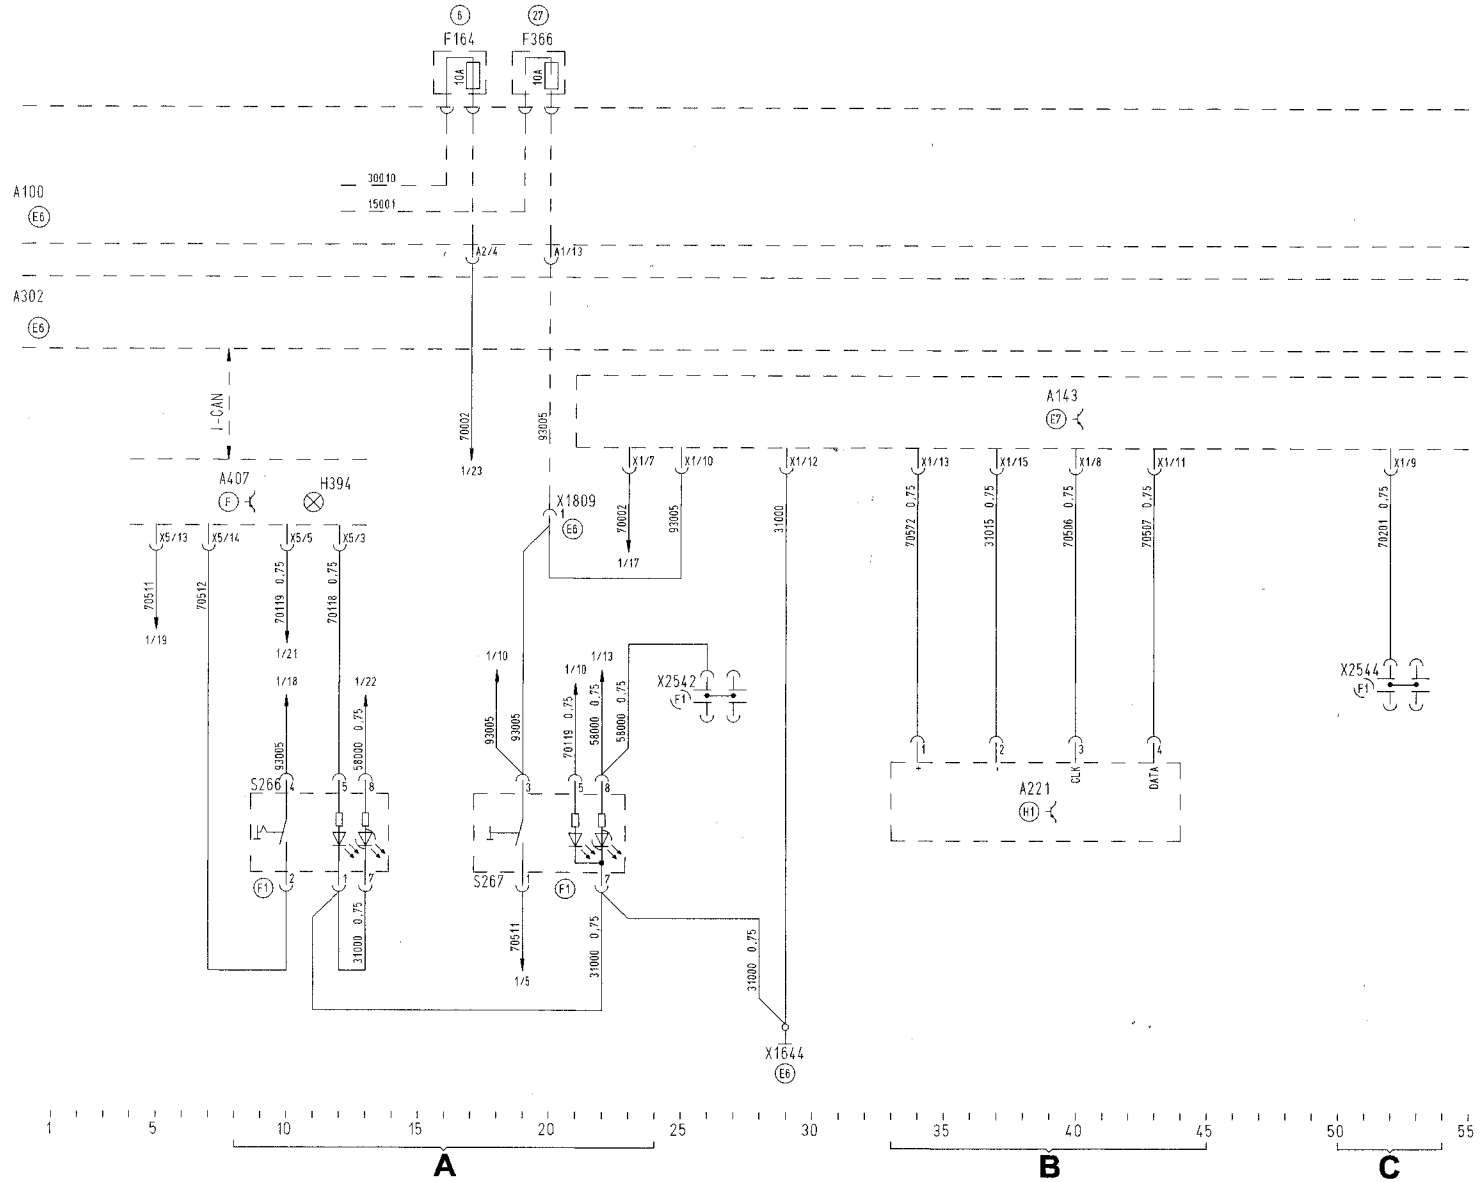 6 27
F164 F366
10A 10A
30010
15001
A100
E6
A2/4 A1/13
A302
E6
I-CAN
70002
93005
1/23
A143
E7
X1/7 X1/10 X1/12 X1/13 X1/15 X1/8 X1/11 X1/9
A407 H394
F
X1809
1
E6
70002
93005
31000
70572 0,75
31015 0,75
70506 0,75
70507 0,75
70201 0,75
1/17
X5/13 X5/14 X5/5 X5/3
70511
70512
70119 0,75
70118 0,75
1/19
1/21
1/18 1/22
1/10 1/10 1/13
93005
58000 0,75
93005
93005
70119 0,75
58000 0,75
58000 0,75
X2542
F1
X2544
F1
S266
4 5 8
3 5 8
1 2 3 4
+ - CLK DATA
A221
H1
F1
2 1 7
S267
1
F1
7
31000 0,75
70511
31000 0,75
31000 0,75
1/5
X1644
E6
1 5 10 15 20 25 30 35 40 45 50 55
A B C